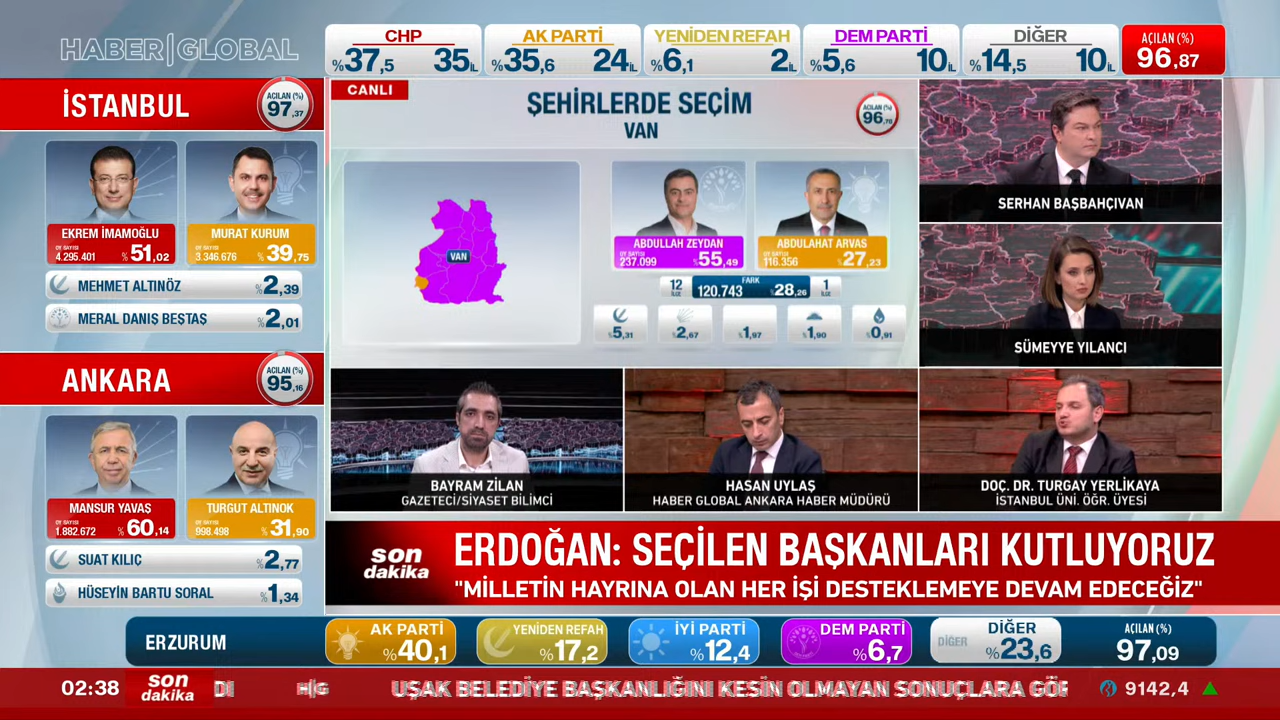 HABER|GLOBAL
CHP
%37,5 35İL
AK PARTİ
%35,6 24İL
YENİDEN REFAH
%6,1 2İL
DEM PARTİ
%5,6 10İL
DİĞER
%14,5 10İL
AÇILAN (%)
96,87
İSTANBUL
AÇILAN (%)
97,37
EKREM İMAMOĞLU
OY SAYISI
4.295.401 %51,02
MURAT KURUM
OY SAYISI
3.346.676 %39,75
MEHMET ALTINÖZ %2,39
MERAL DANIŞ BEŞTAŞ %2,01
ANKARA
AÇILAN (%)
95,16
MANSUR YAVAŞ
OY SAYISI
1.882.672 %60,14
TURGUT ALTINOK
OY SAYISI
998.498 %31,90
SUAT KILIÇ %2,77
HÜSEYİN BARTU SORAL %1,34
CANLI
ŞEHİRLERDE SEÇİM
VAN
AÇILAN (%)
96,78
VAN
ABDULLAH ZEYDAN
OY SAYISI
237.099 %55,49
ABDULAHAT ARVAS
OY SAYISI
116.356 %27,23
12 İLÇE
FARK
120.743 %28,26
1 İLÇE
%5,31
%2,67
%1,97
%1,90
%0,91
SERHAN BAŞBAHÇIVAN
SÜMEYYE YILANCI
BAYRAM ZİLAN
GAZETECİ/SİYASET BİLİMCİ
HASAN UYLAŞ
HABER GLOBAL ANKARA HABER MÜDÜRÜ
DOÇ. DR. TURGAY YERLİKAYA
İSTANBUL ÜNİ. ÖĞR. ÜYESİ
son
dakika
ERDOĞAN: SEÇİLEN BAŞKANLARI KUTLUYORUZ
"MİLLETİN HAYRINA OLAN HER İŞİ DESTEKLEMEYE DEVAM EDECEĞİZ"
ERZURUM
AK PARTİ
%40,1
YENİDEN REFAH
%17,2
İYİ PARTİ
%12,4
DEM PARTİ
%6,7
DİĞER
DİĞER
%23,6
AÇILAN (%)
97,09
02:38
son
dakika
DI
H|G
UŞAK BELEDİYE BAŞKANLIĞINI KESİN OLMAYAN SONUÇLARA GÖR
9142,4